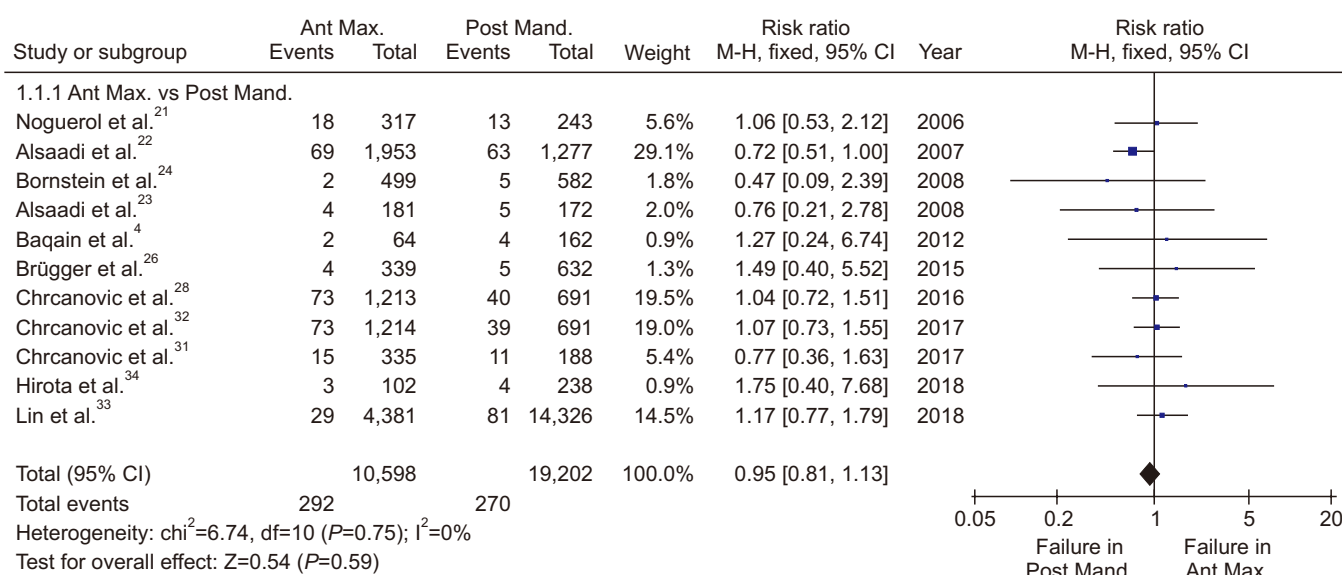 Ant Max. Post Mand. Risk ratio Risk ratio
Study or subgroup Events Total Events Total Weight M-H, fixed, 95% CI Year M-H, fixed, 95% CI
1.1.1 Ant Max. vs Post Mand.
Noguerol et al.21 18 317 13 243 5.6% 1.06 [0.53, 2.12] 2006
Alsaadi et al.22 69 1,953 63 1,277 29.1% 0.72 [0.51, 1.00] 2007
Bornstein et al.24 2 499 5 582 1.8% 0.47 [0.09, 2.39] 2008
Alsaadi et al.23 4 181 5 172 2.0% 0.76 [0.21, 2.78] 2008
Baqain et al.4 2 64 4 162 0.9% 1.27 [0.24, 6.74] 2012
Brügger et al.26 4 339 5 632 1.3% 1.49 [0.40, 5.52] 2015
Chrcanovic et al.28 73 1,213 40 691 19.5% 1.04 [0.72, 1.51] 2016
Chrcanovic et al.32 73 1,214 39 691 19.0% 1.07 [0.73, 1.55] 2017
Chrcanovic et al.31 15 335 11 188 5.4% 0.77 [0.36, 1.63] 2017
Hirota et al.34 3 102 4 238 0.9% 1.75 [0.40, 7.68] 2018
Lin et al.33 29 4,381 81 14,326 14.5% 1.17 [0.77, 1.79] 2018
Total (95% CI) 10,598 19,202 100.0% 0.95 [0.81, 1.13]
Total events 292 270
Heterogeneity: chi2=6.74, df=10 (P=0.75); I2=0%
Test for overall effect: Z=0.54 (P=0.59)
0.05 0.2 1 5 20
Failure in Failure in
Post Mand. Ant Max.